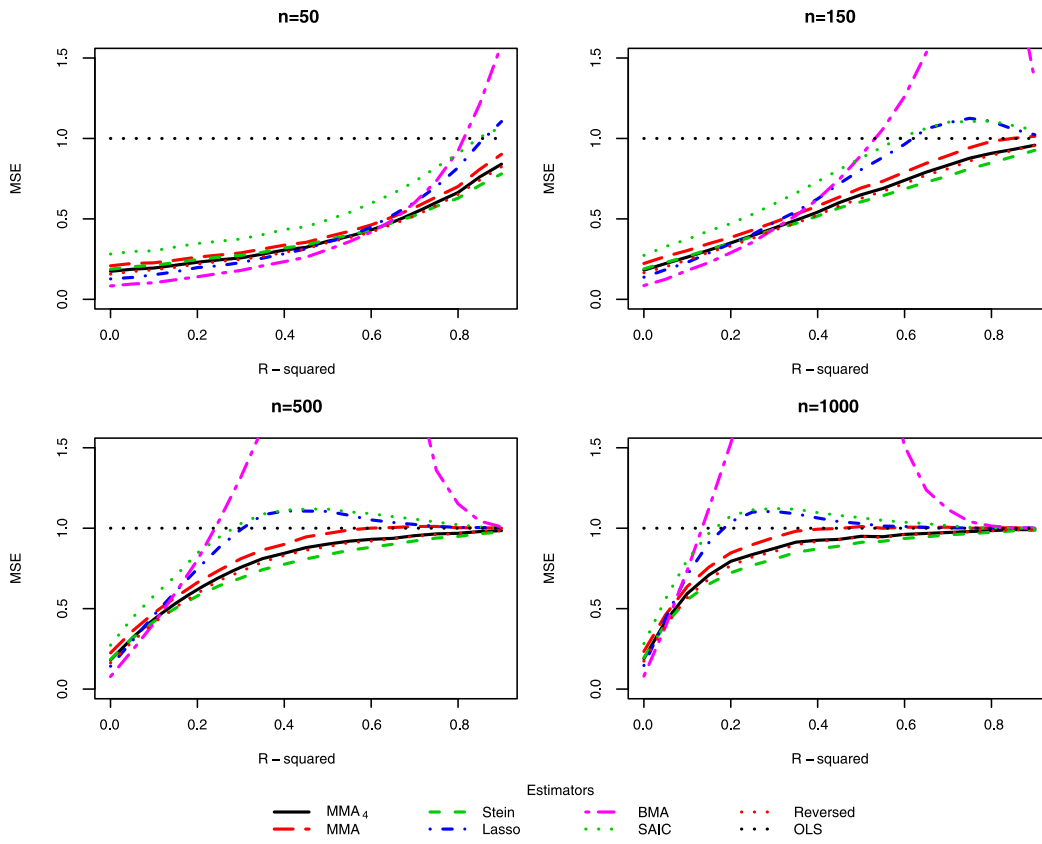 n=50
n=150
MSE
0.0 0.5 1.0 1.5
0.0 0.2 0.4 0.6 0.8
R − squared
MSE
0.0 0.5 1.0 1.5
0.0 0.2 0.4 0.6 0.8
R − squared
n=500
n=1000
MSE
0.0 0.5 1.0 1.5
0.0 0.2 0.4 0.6 0.8
R − squared
MSE
0.0 0.5 1.0 1.5
0.0 0.2 0.4 0.6 0.8
R − squared
Estimators
MMA4 Stein BMA Reversed
MMA Lasso SAIC OLS